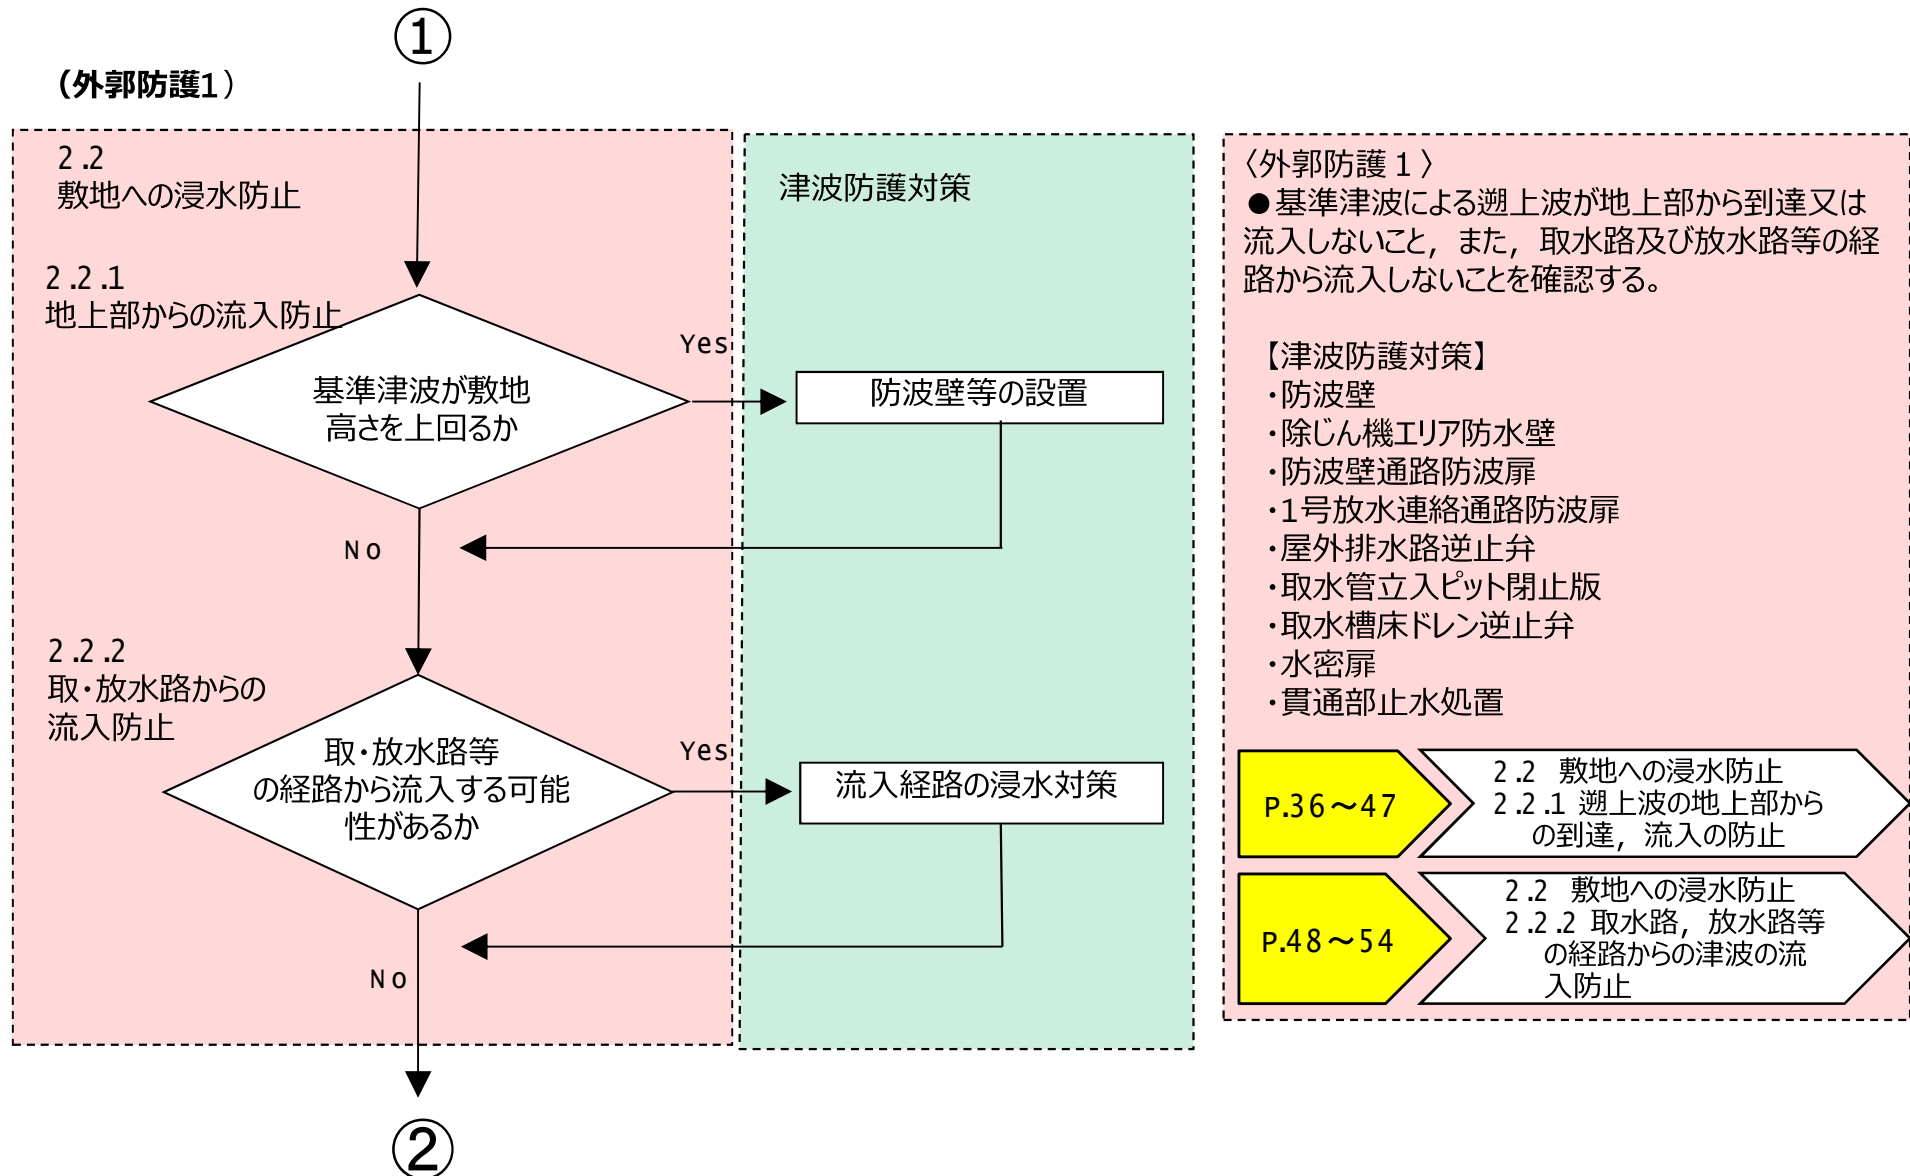 ①
（外郭防護1）
2.2
敷地への浸水防止
2.2.1
地上部からの流入防止
基準津波が敷地
高さを上回るか
Yes
No
津波防護対策
防波壁等の設置
2.2.2
取・放水路からの
流入防止
取・放水路等
の経路から流入する可能
性があるか
Yes
No
流入経路の浸水対策
②
〈外郭防護１〉
●基準津波による遡上波が地上部から到達又は
流入しないこと，また，取水路及び放水路等の経
路から流入しないことを確認する。
【津波防護対策】
・防波壁
・除じん機エリア防水壁
・防波壁通路防波扉
・1号放水連絡通路防波扉
・屋外排水路逆止弁
・取水管立入ピット閉止版
・取水槽床ドレン逆止弁
・水密扉
・貫通部止水処置
P.36～47
2.2 敷地への浸水防止
2.2.1 遡上波の地上部から
の到達，流入の防止
P.48～54
2.2 敷地への浸水防止
2.2.2 取水路，放水路等
の経路からの津波の流
入防止